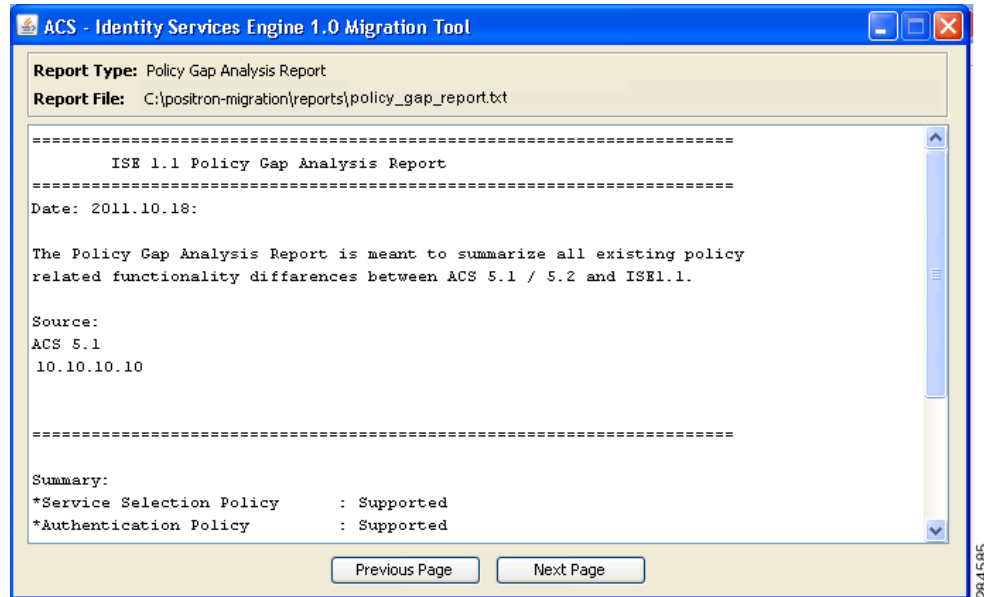 ACS - Identity Services Engine 1.0 Migration Tool
Report Type: Policy Gap Analysis Report
Report File: C:\positron-migration\reports\policy_gap_report.txt
=======================================================================
ISE 1.1 Policy Gap Analysis Report
=======================================================================
Date: 2011.10.18:
The Policy Gap Analysis Report is meant to summarize all existing policy
related functionality differances between ACS 5.1 / 5.2 and ISE1.1.
Source:
ACS 5.1
10.10.10.10
=======================================================================
Summary:
*Service Selection Policy : Supported
*Authentication Policy : Supported
Previous Page Next Page
284585